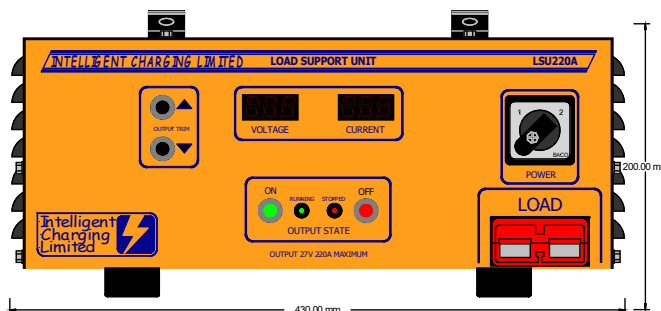 INTELLIGENT CHARGING LIMITED LOAD SUPPORT UNIT LSU220A
OUTPUT TRIM
VOLTAGE CURRENT
1 2
BACO
POWER
200.00 m
ON RUNNING STOPPED OFF
OUTPUT STATE
LOAD
Intelligent
Charging
Limited
OUTPUT 27V 220A MAXIMUM
430.00 mm